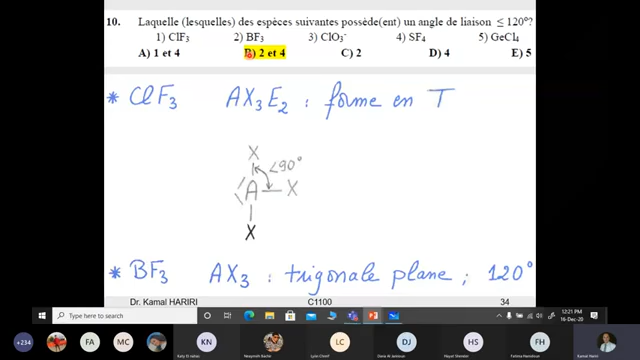 10. Laquelle (lesquelles) des espèces suivantes possède(ent) un angle de liaison ≤ 120°?
1) ClF3 2) BF3 3) ClO3- 4) SF4 5) GeCl4
A) 1 et 4 B) 2 et 4 C) 2 D) 4 E) 5
* ClF3 AX3E2 : forme en T
X
<90°
A X
X
* BF3 AX3 : trigonale plane ; 120°
Dr. Kamal HARIRI C1100 34
Type here to search
12:21 PM
16-Dec-20
+234 FA MC KN LC DJ HS FH